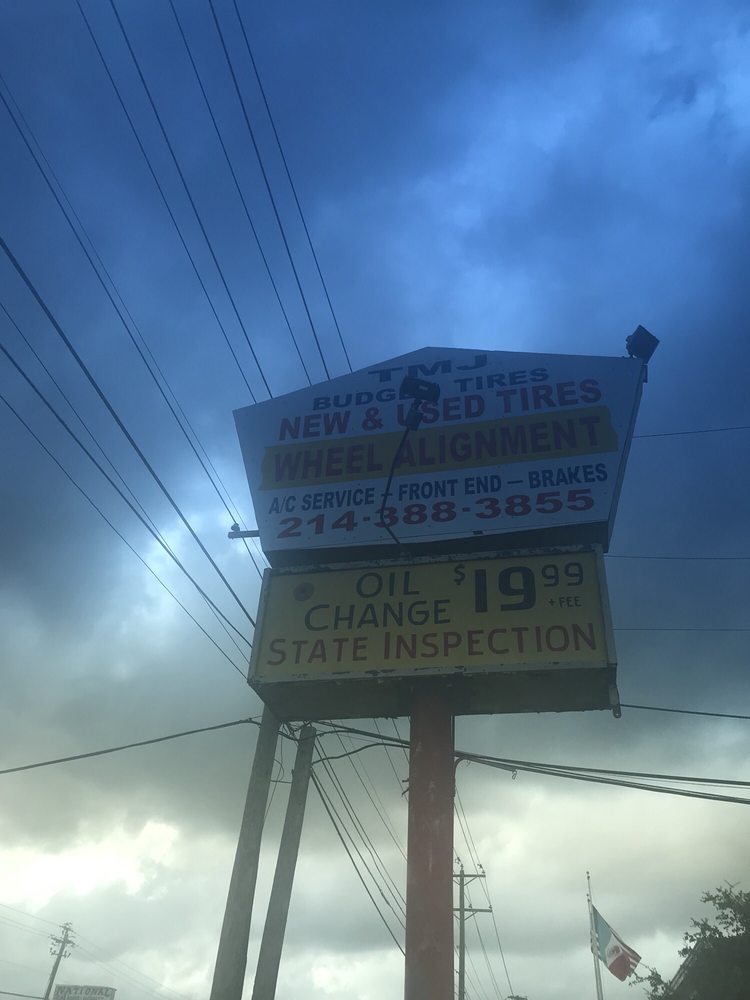 TMJ
BUDGET TIRES
NEW & USED TIRES
WHEEL ALIGNMENT
A/C SERVICE - FRONT END - BRAKES
214-388-3855
OIL CHANGE $19 99 + FEE
STATE INSPECTION
NATIONAL